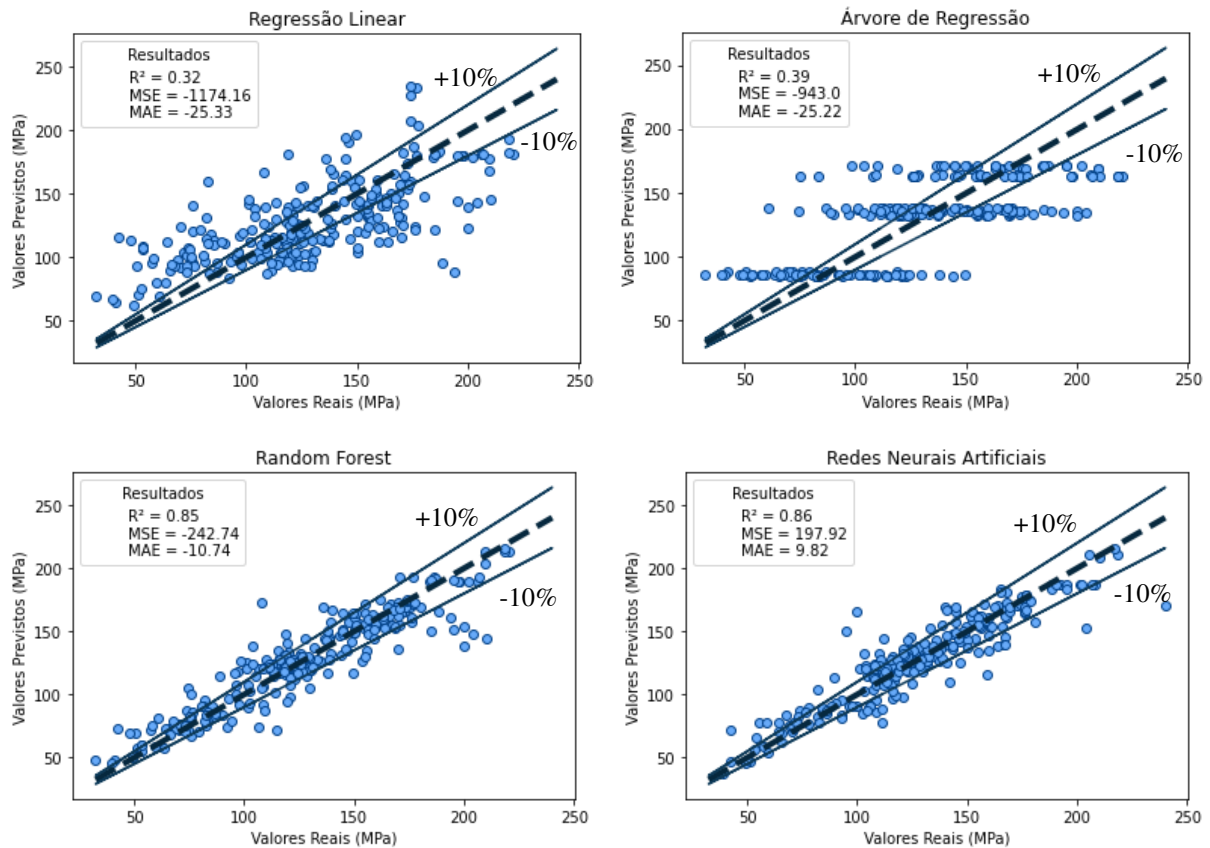 Regressão Linear
Resultados
R² = 0.32
MSE = -1174.16
MAE = -25.33
+10%
-10%
250
200
150
100
50
Valores Previstos (MPa)
50 100 150 200 250
Valores Reais (MPa)
Árvore de Regressão
Resultados
R² = 0.39
MSE = -943.0
MAE = -25.22
+10%
-10%
250
200
150
100
50
Valores Previstos (MPa)
50 100 150 200 250
Valores Reais (MPa)
Random Forest
Resultados
R² = 0.85
MSE = -242.74
MAE = -10.74
+10%
-10%
250
200
150
100
50
Valores Previstos (MPa)
50 100 150 200 250
Valores Reais (MPa)
Redes Neurais Artificiais
Resultados
R² = 0.86
MSE = 197.92
MAE = 9.82
+10%
-10%
250
200
150
100
50
Valores Previstos (MPa)
50 100 150 200 250
Valores Reais (MPa)